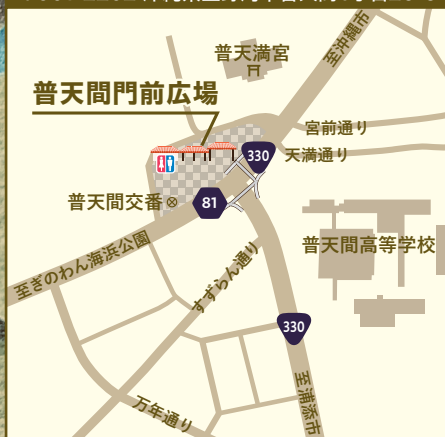 普天満宮
至沖縄市
普天間門前広場
宮前通り
330
天満通り
普天間交番
81
普天間高等学校
至ぎのわん海浜公園
すずらん通り
330
万年通り
至浦添市